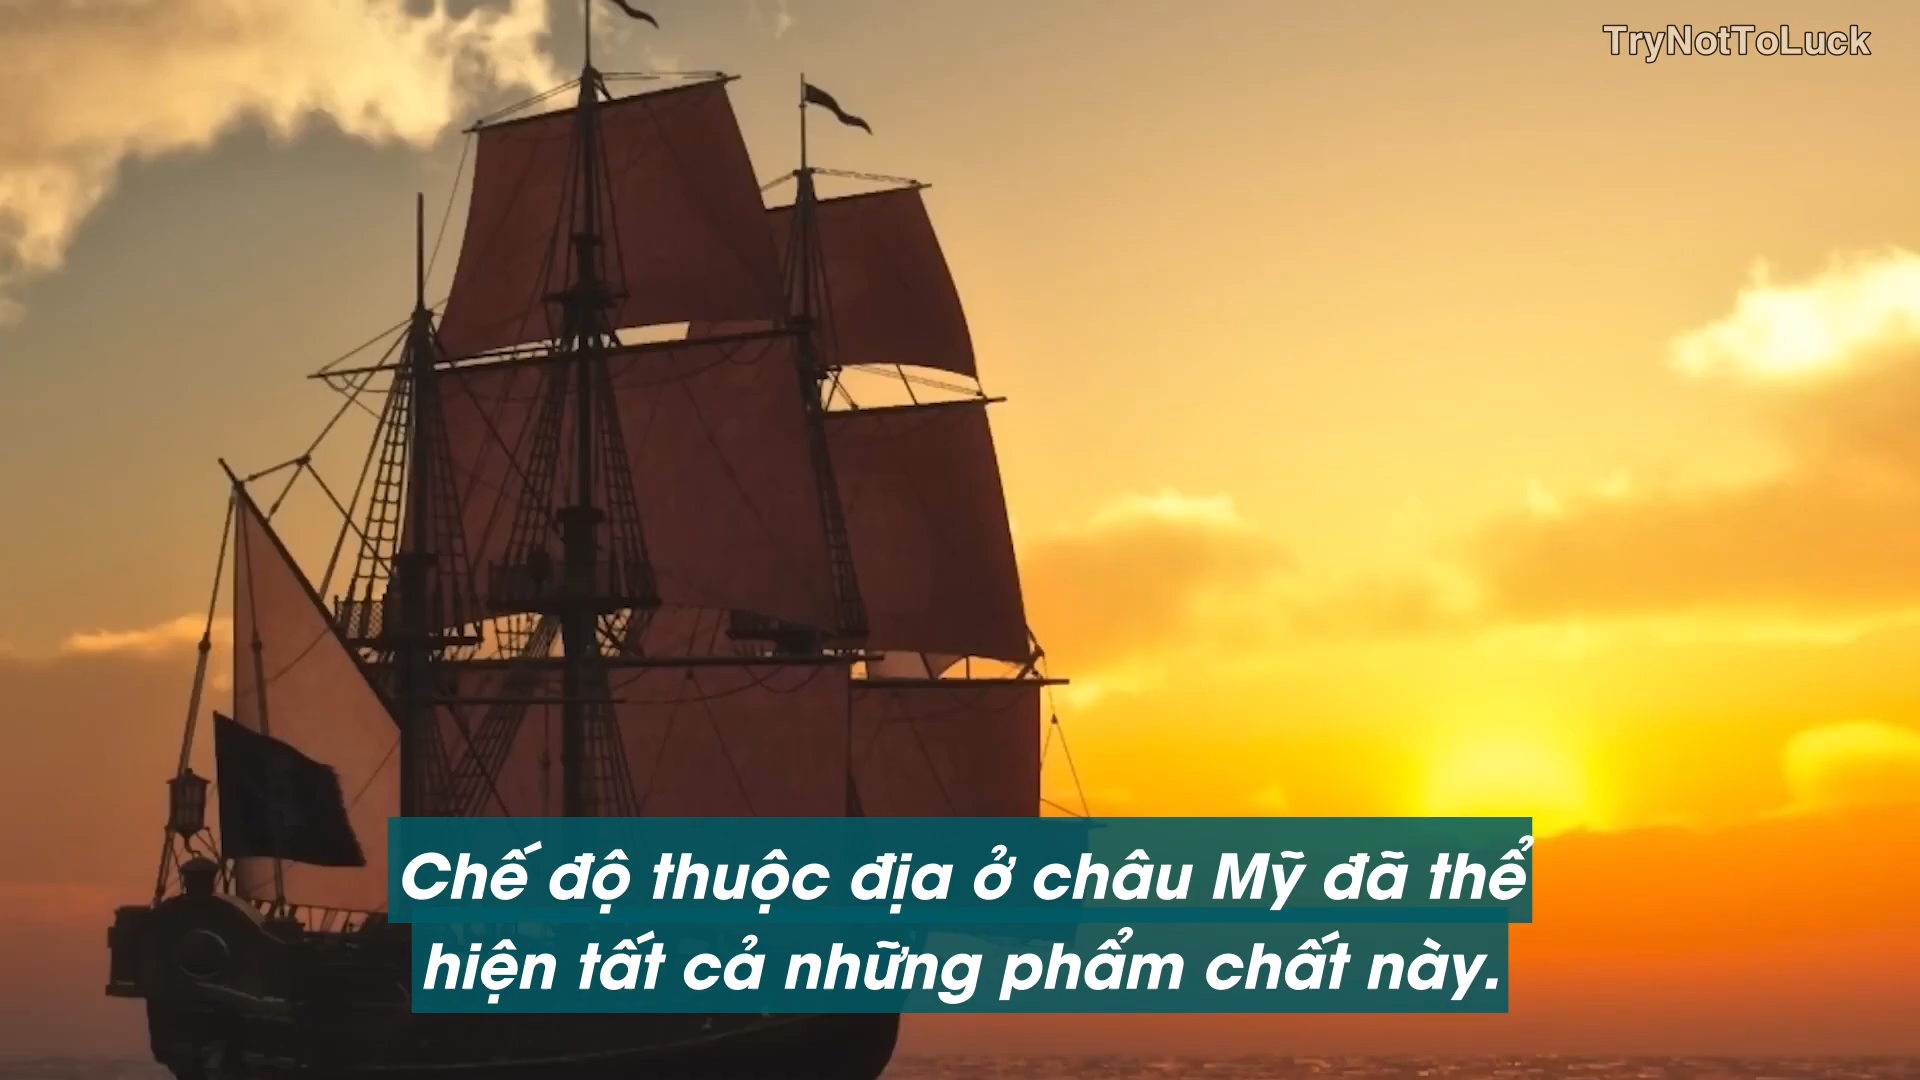 TryNotToLuck
Chế độ thuộc địa ở châu Mỹ đã thể
hiện tất cả những phẩm chất này.